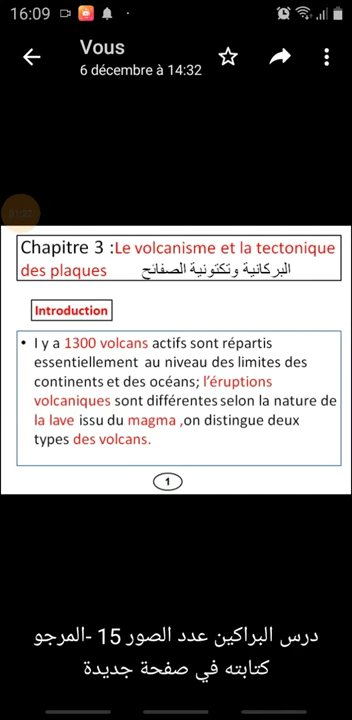 16:09
Vous
6 décembre à 14:32
01:22
Chapitre 3 :Le volcanisme et la tectonique
des plaques البركانية وتكتونية الصفائح
Introduction
• I y a 1300 volcans actifs sont répartis
essentiellement au niveau des limites des
continents et des océans; l'éruptions
volcaniques sont différentes selon la nature de
la lave issu du magma ,on distingue deux
types des volcans.
1
درس البراكين عدد الصور 15 -المرجو
كتابته في صفحة جديدة